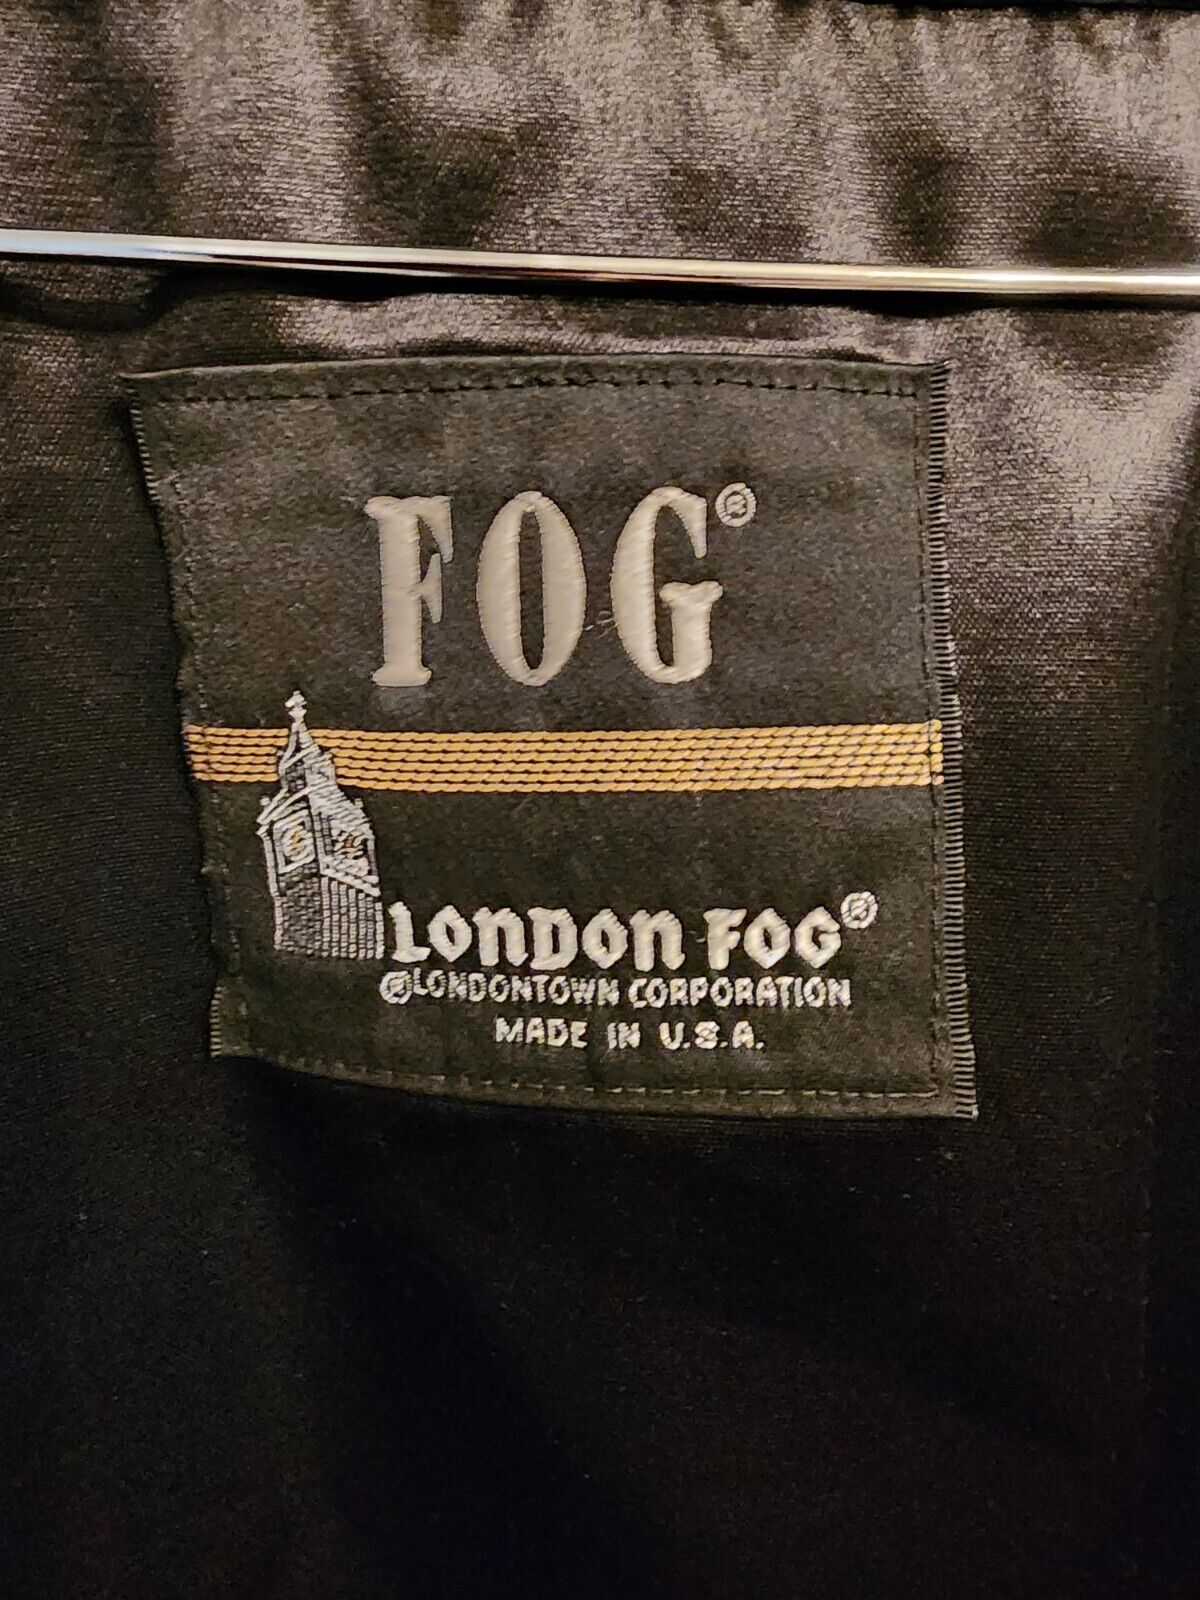 FOG®
LONDON FOG®
®LONDONTOWN CORPORATION
MADE IN U.S.A.